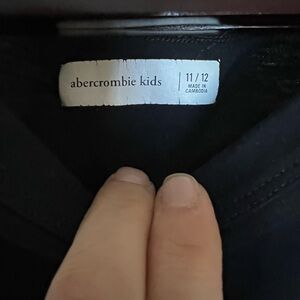 abercrombie kids
11 / 12
MADE IN
CAMBODIA